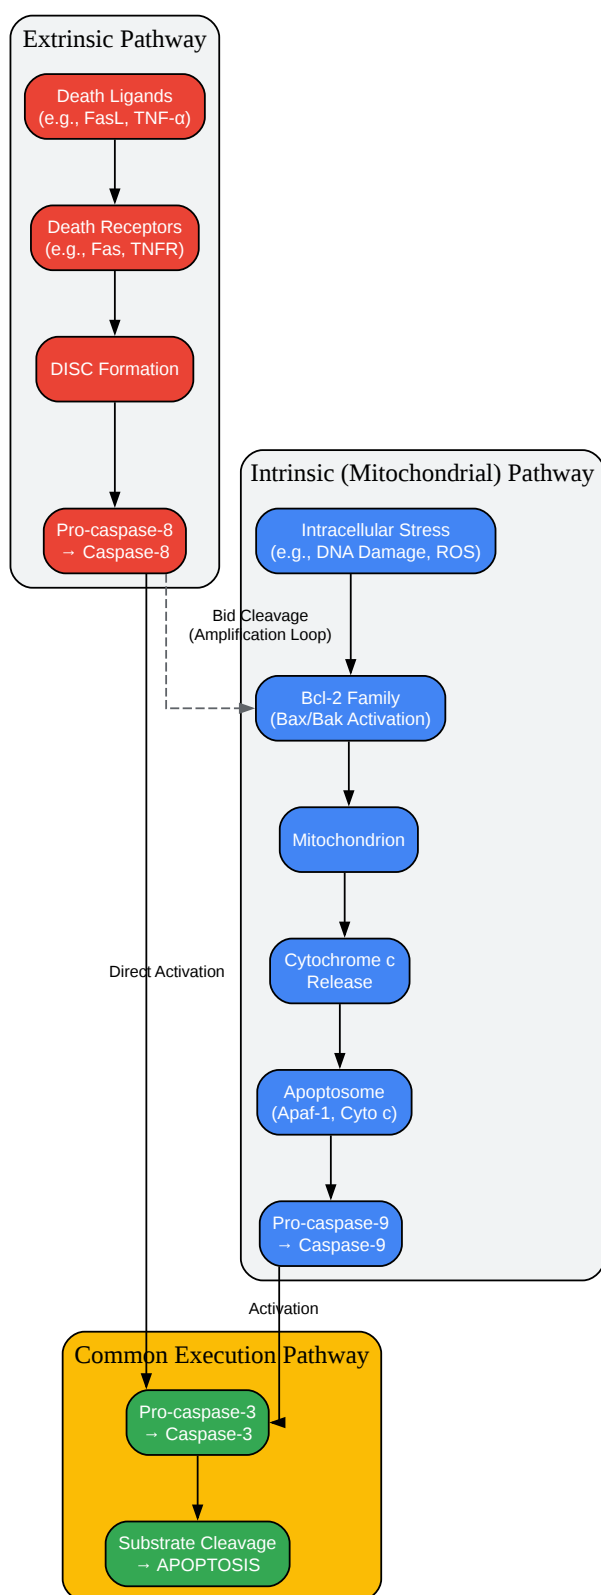 Extrinsic Pathway
Death Ligands
(e.g., FasL, TNF-α)
Death Receptors
(e.g., Fas, TNFR)
DISC Formation
Pro-caspase-8
→ Caspase-8
Intrinsic (Mitochondrial) Pathway
Intracellular Stress
(e.g., DNA Damage, ROS)
Bid Cleavage
(Amplification Loop)
Bcl-2 Family
(Bax/Bak Activation)
Mitochondrion
Cytochrome c
Release
Direct Activation
Apoptosome
(Apaf-1, Cyto c)
Pro-caspase-9
→ Caspase-9
Activation
Common Execution Pathway
Pro-caspase-3
→ Caspase-3
Substrate Cleavage
→ APOPTOSIS